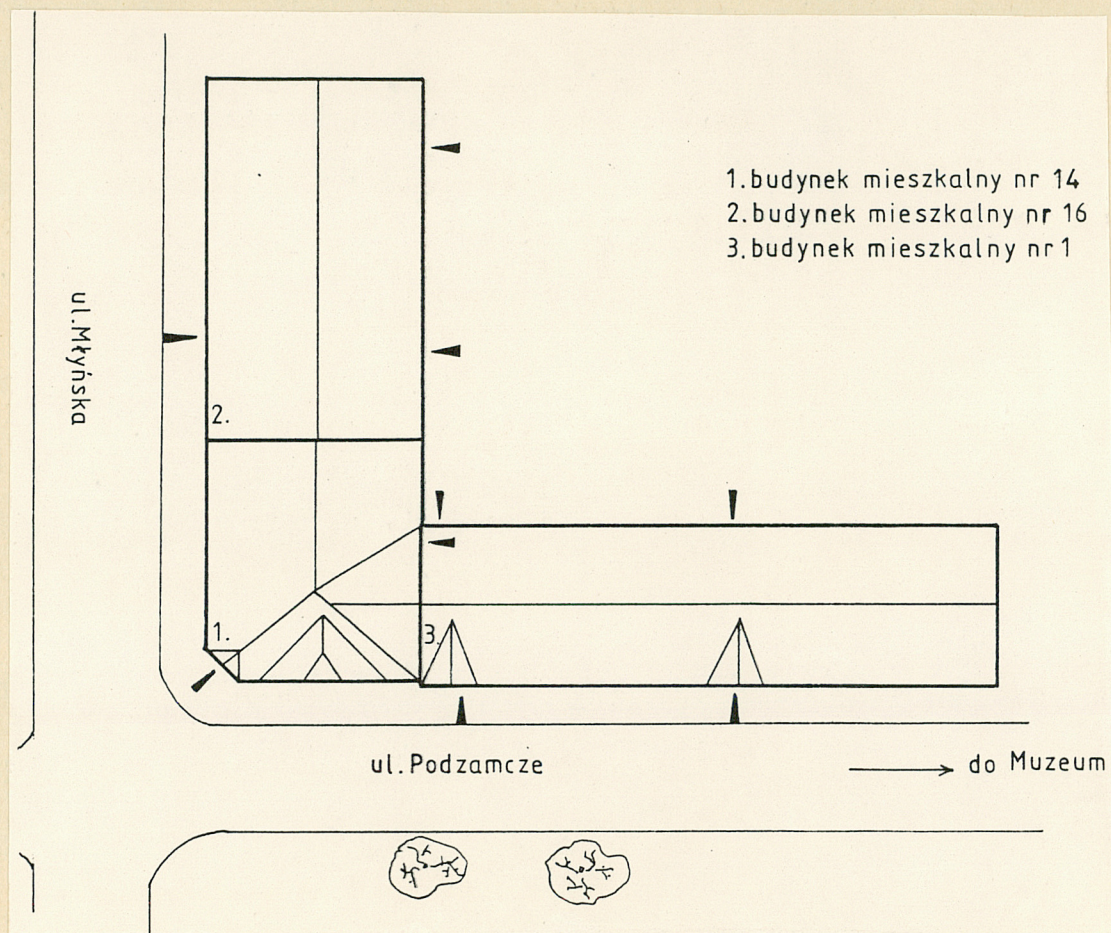 1.budynek mieszkalny nr 14
2.budynek mieszkalny nr 16
3.budynek mieszkalny nr 1
ul.Młyńska
2.
1.
3.
ul.Podzamcze
do Muzeum